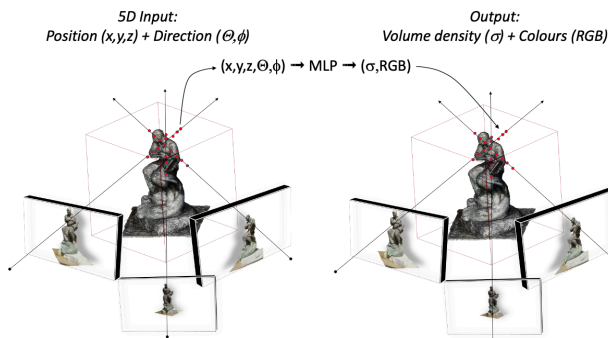 5D Input:
Position (x,y,z) + Direction (Θ,ϕ)
Output:
Volume density (σ) + Colours (RGB)
(x,y,z,Θ,ϕ) → MLP → (σ,RGB)